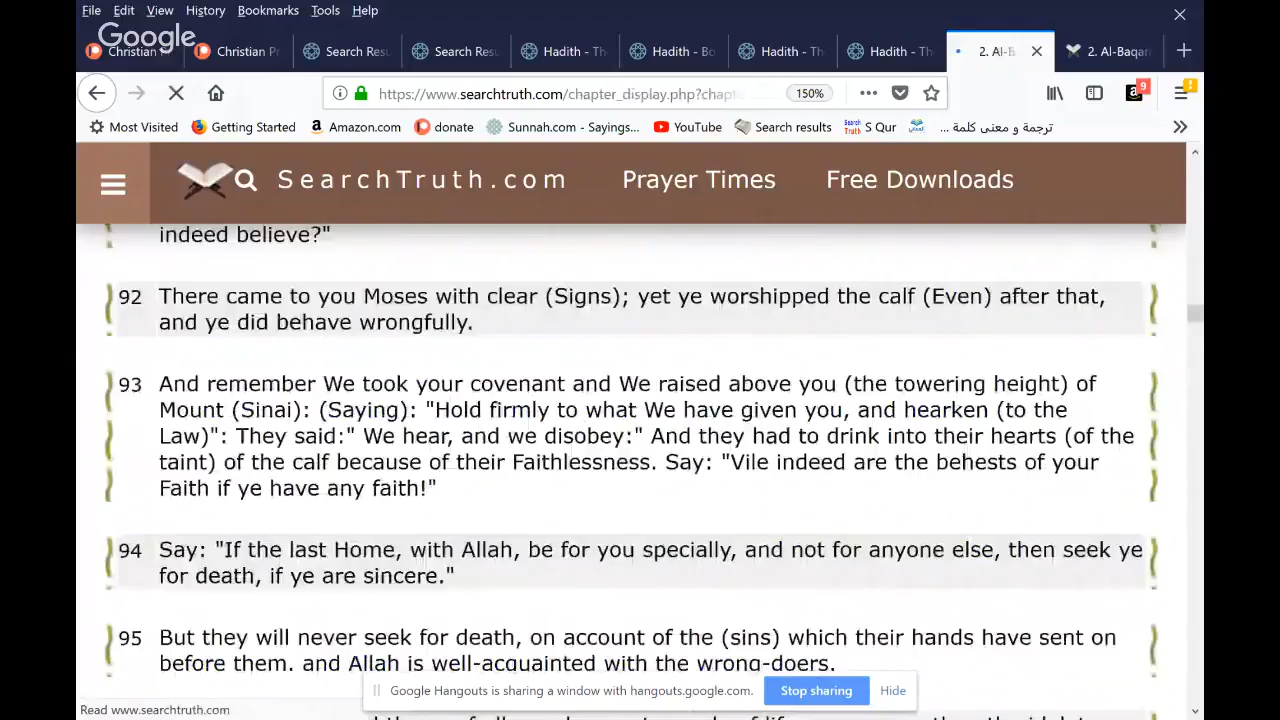 File Edit View History Bookmarks Tools Help
Google
Christian Christian Pr Search Resu Search Resu Hadith - Th Hadith - Bo Hadith - Th Hadith - Th 2. Al-B 2. Al-Baqar
https://www.searchtruth.com/chapter_display.php?chapt 150%
Most Visited Getting Started Amazon.com donate Sunnah.com - Sayings... YouTube Search results Search Truth S Qur ترجمة و معنى كلمة ...
9
SearchTruth.com Prayer Times Free Downloads
indeed believe?"
92 There came to you Moses with clear (Signs); yet ye worshipped the calf (Even) after that,
and ye did behave wrongfully.
93 And remember We took your covenant and We raised above you (the towering height) of
Mount (Sinai): (Saying): "Hold firmly to what We have given you, and hearken (to the
Law)": They said:" We hear, and we disobey:" And they had to drink into their hearts (of the
taint) of the calf because of their Faithlessness. Say: "Vile indeed are the behests of your
Faith if ye have any faith!"
94 Say: "If the last Home, with Allah, be for you specially, and not for anyone else, then seek ye
for death, if ye are sincere."
95 But they will never seek for death, on account of the (sins) which their hands have sent on
before them. and Allah is well-acquainted with the wrong-doers.
Google Hangouts is sharing a window with hangouts.google.com. Stop sharing Hide
Read www.searchtruth.com